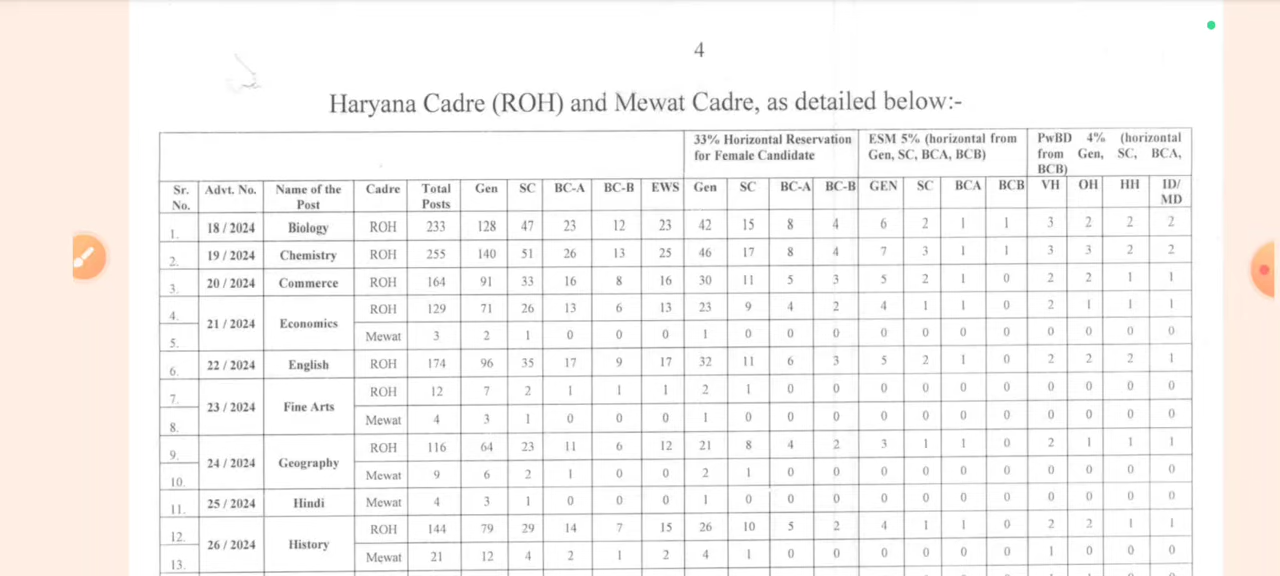 4
Haryana Cadre (ROH) and Mewat Cadre, as detailed below:-
33% Horizontal Reservation for Female Candidate ESM 5% (horizontal from Gen, SC, BCA, BCB) PwBD 4% (horizontal from Gen, SC, BCA, BCB)
Sr. No. Advt. No. Name of the Post Cadre Total Posts Gen SC BC-A BC-B EWS Gen SC BC-A BC-B GEN SC BCA BCB VH OH HH ID/ MD
1. 18 / 2024 Biology ROH 233 128 47 23 12 23 42 15 8 4 6 2 1 1 3 2 2 2
2. 19 / 2024 Chemistry ROH 255 140 51 26 13 25 46 17 8 4 7 3 1 1 3 3 2 2
3. 20 / 2024 Commerce ROH 164 91 33 16 8 16 30 11 5 3 5 2 1 0 2 2 1 1
4. 21 / 2024 Economics ROH 129 71 26 13 6 13 23 9 4 2 4 1 1 0 2 1 1 1
5. Mewat 3 2 1 0 0 0 1 0 0 0 0 0 0 0 0 0 0 0
6. 22 / 2024 English ROH 174 96 35 17 9 17 32 11 6 3 5 2 1 0 2 2 2 1
7. 23 / 2024 Fine Arts ROH 12 7 2 1 1 1 2 1 0 0 0 0 0 0 0 0 0 0
8. Mewat 4 3 1 0 0 0 1 0 0 0 0 0 0 0 0 0 0 0
9. 24 / 2024 Geography ROH 116 64 23 11 6 12 21 8 4 2 3 1 1 0 2 1 1 1
10. Mewat 9 6 2 1 0 0 2 1 0 0 0 0 0 0 0 0 0 0
11. 25 / 2024 Hindi Mewat 4 3 1 0 0 0 1 0 0 0 0 0 0 0 0 0 0 0
12. 26 / 2024 History ROH 144 79 29 14 7 15 26 10 5 2 4 1 1 0 2 2 1 1
13. Mewat 21 12 4 2 1 2 4 1 0 0 0 0 0 0 1 0 0 0